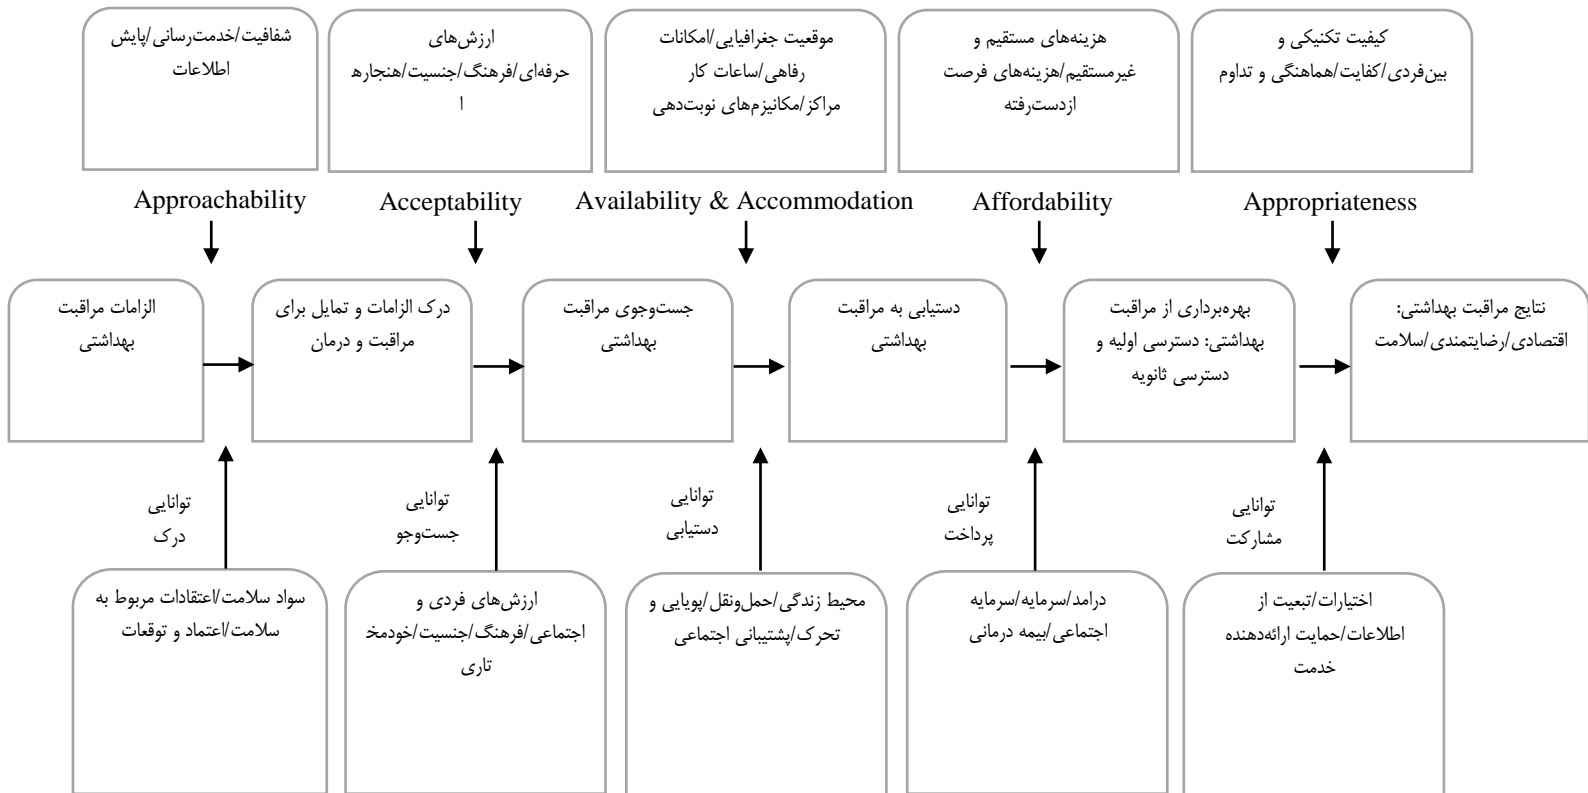 شفافیت/خدمت‌رسانی/پایش
اطلاعات
ارزش‌های
حرفه‌ای/فرهنگ/جنسیت/هنجاره
ا
موقعیت جغرافیایی/امکانات
رفاهی/ساعات کار
مراکز/مکانیزم‌های نوبت‌دهی
هزینه‌های مستقیم و
غیرمستقیم/هزینه‌های فرصت
ازدست‌رفته
کیفیت تکنیکی و
بین‌فردی/کفایت/هماهنگی و تداوم
Approachability
Acceptability
Availability & Accommodation
Affordability
Appropriateness
الزامات مراقبت
بهداشتی
درک الزامات و تمایل برای
مراقبت و درمان
جست‌وجوی مراقبت
بهداشتی
دستیابی به مراقبت
بهداشتی
بهره‌برداری از مراقبت
بهداشتی: دسترسی اولیه و
دسترسی ثانویه
نتایج مراقبت بهداشتی:
اقتصادی/رضایتمندی/سلامت
توانایی
درک
توانایی
جست‌وجو
توانایی
دستیابی
توانایی
پرداخت
توانایی
مشارکت
سواد سلامت/اعتقادات مربوط به
سلامت/اعتماد و توقعات
ارزش‌های فردی و
اجتماعی/فرهنگ/جنسیت/خودمخ
تاری
محیط زندگی/حمل‌ونقل/پویایی و
تحرک/پشتیبانی اجتماعی
درامد/سرمایه/سرمایه
اجتماعی/بیمه درمانی
اختیارات/تبعیت از
اطلاعات/حمایت ارائه‌دهنده
خدمت